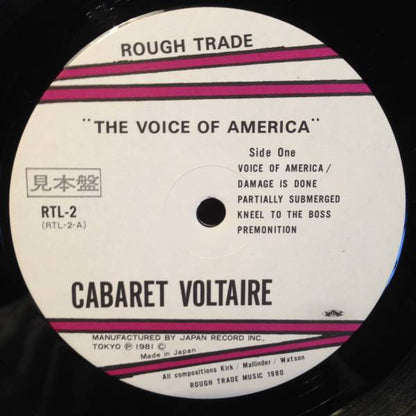 ROUGH TRADE
"THE VOICE OF AMERICA"
Side One
VOICE OF AMERICA/
DAMAGE IS DONE
PARTIALLY SUBMERGED
KNEEL TO THE BOSS
PREMONITION
見本盤
RTL-2
(RTL-2-A)
CABARET VOLTAIRE
MANUFACTURED BY JAPAN RECORD INC.,
TOKYO Ⓟ 1981 Ⓒ
Made in Japan
All compositions Kirk / Mallinder / Watson
ROUGH TRADE MUSIC 1980